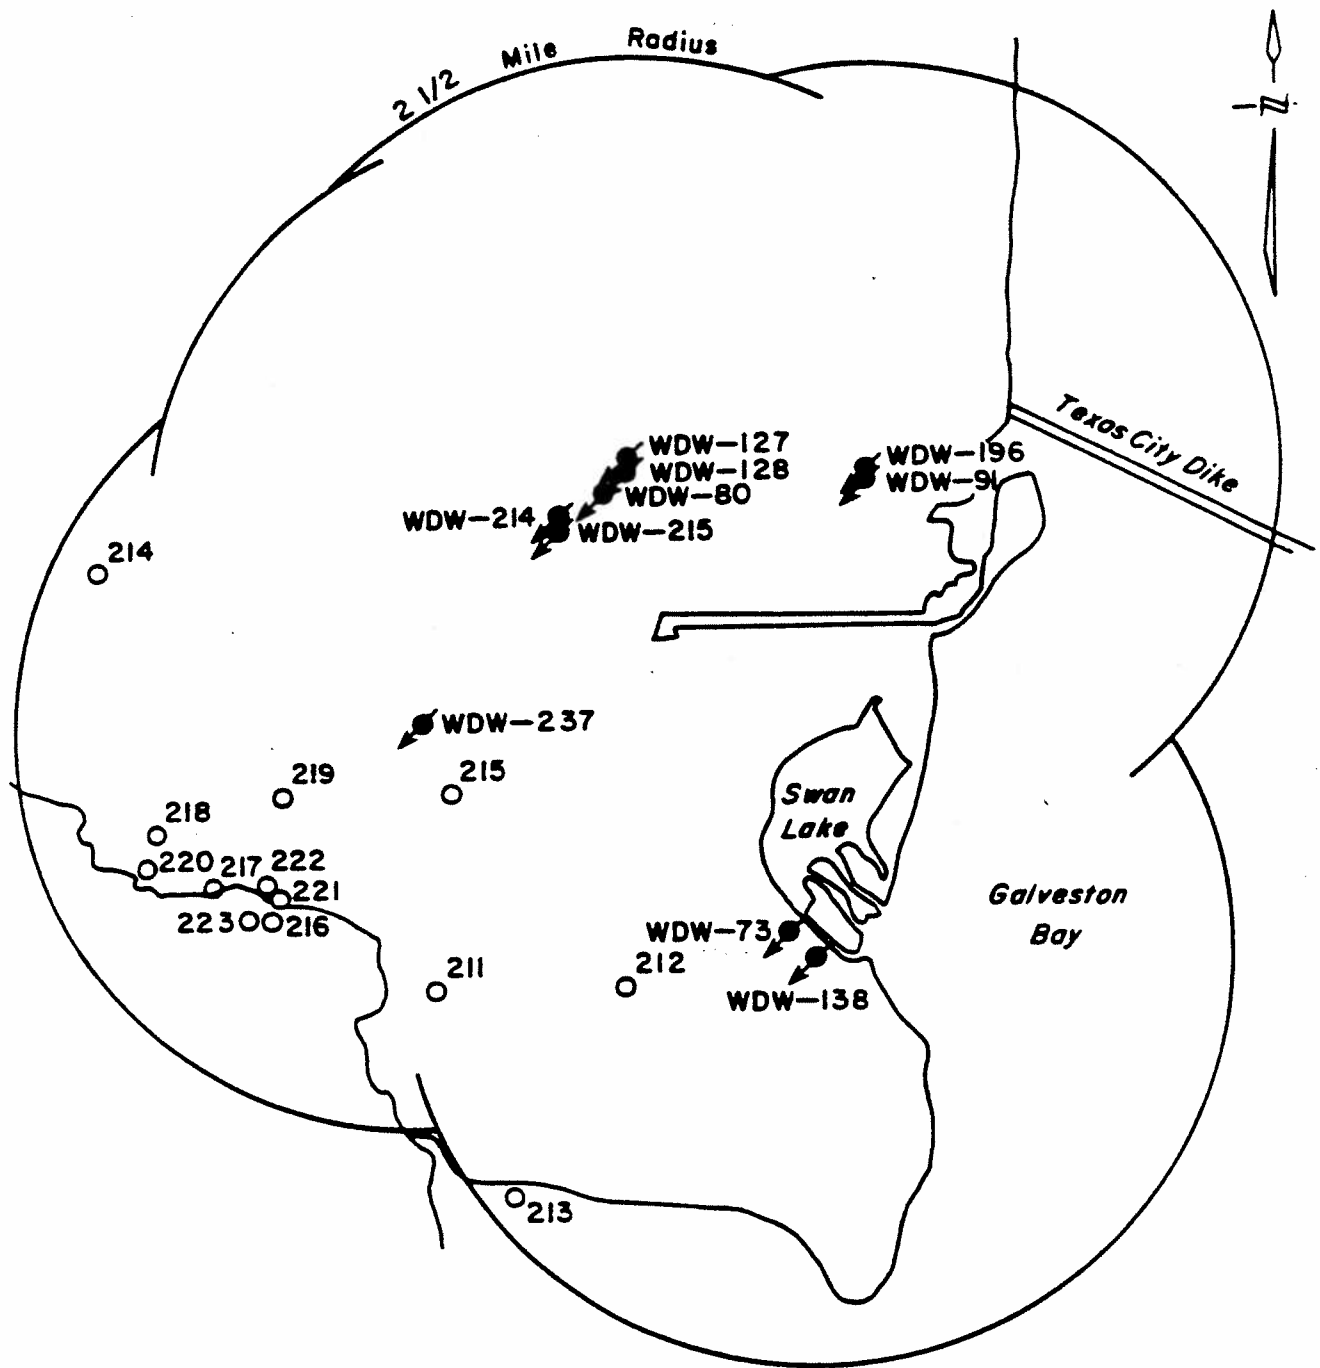 2 1/2 Mile Radius
N
Texas City Dike
WDW-127
WDW-128
WDW-80
WDW-196
WDW-91
WDW-214
WDW-215
214
WDW-237
219
215
218
220
217
222
221
223
216
Swan
Lake
Galveston
Bay
WDW-73
211
212
WDW-138
213